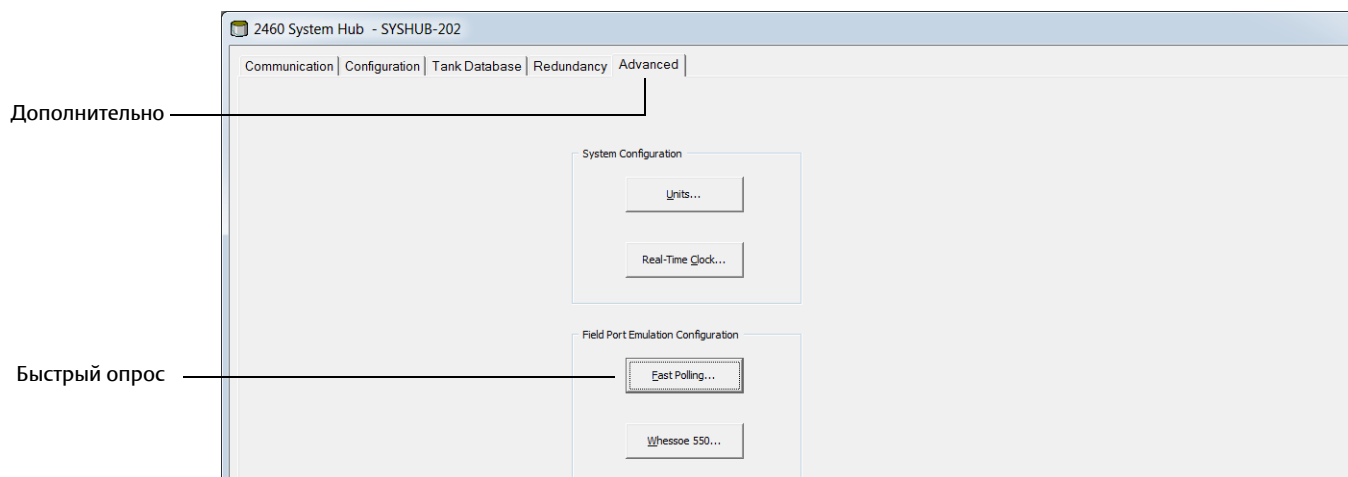 2460 System Hub - SYSHUB-202
Communication Configuration Tank Database Redundancy Advanced
Дополнительно
System Configuration
Units...
Real-Time Clock...
Field Port Emulation Configuration
Быстрый опрос
Fast Polling...
Whessoe 550...